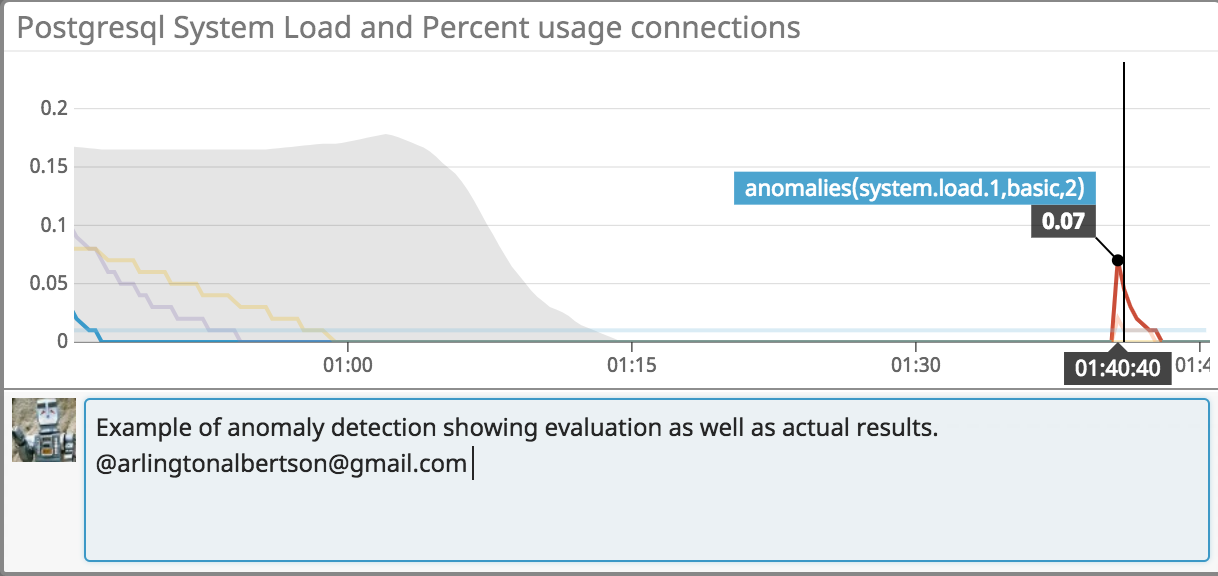 Postgresql System Load and Percent usage connections
0.2
0.15
anomalies(system.load.1,basic,2)
0.1
0.07
0.05
0
01:00
01:15
01:30
01:40:40
01:4
Example of anomaly detection showing evaluation as well as actual results.
@arlingtonalbertson@gmail.com